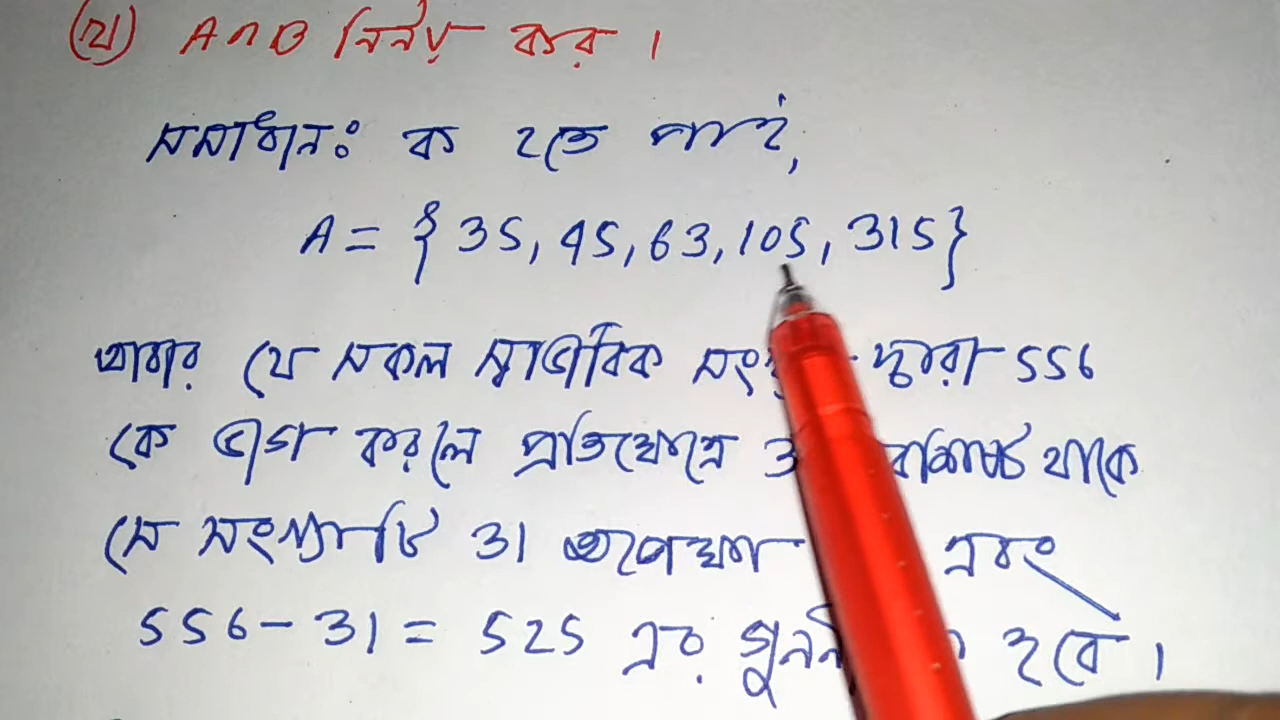 (খ) A∩B নির্ণয় কর ।
সমাধানঃ ক হতে পাই,
A = {35, 45, 63, 105, 315}
আবার যে সকল স্বাভাবিক দ্বারা 556
কে ভাগ করলে প্রতিক্ষেত্রে থাকে
সে সংখ্যাটি 31 অপেক্ষা এবং
556 - 31 = 525 এর হবে ।